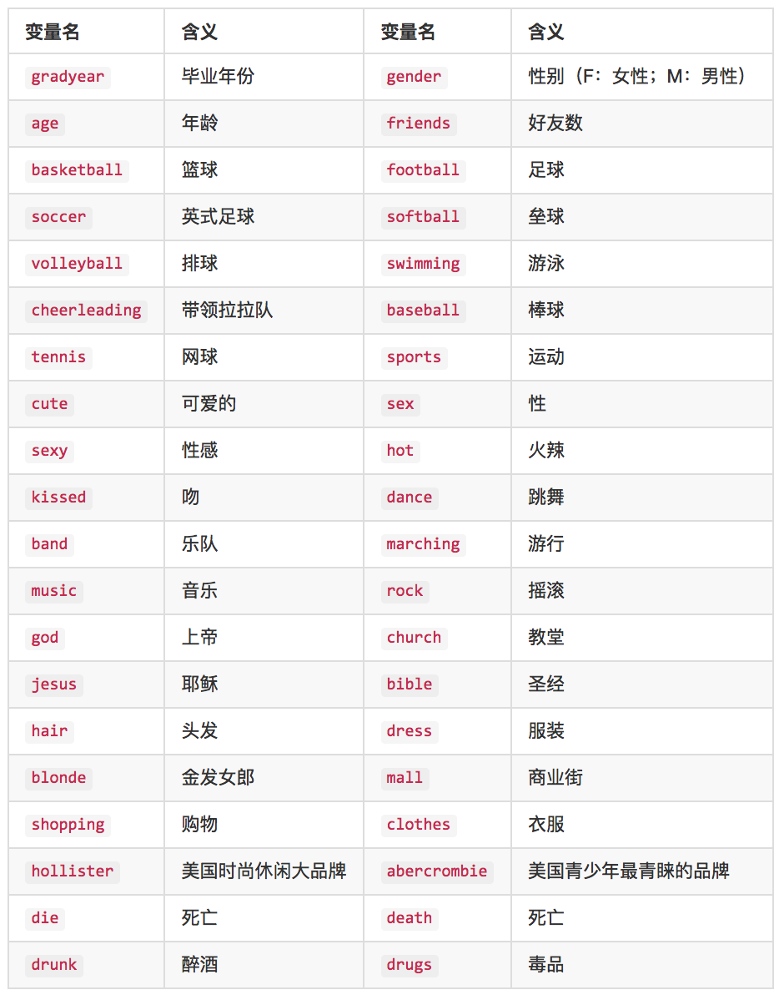 变量名 含义 变量名 含义
gradyear 毕业年份 gender 性别（F：女性；M：男性）
age 年龄 friends 好友数
basketball 篮球 football 足球
soccer 英式足球 softball 垒球
volleyball 排球 swimming 游泳
cheerleading 带领拉拉队 baseball 棒球
tennis 网球 sports 运动
cute 可爱的 sex 性
sexy 性感 hot 火辣
kissed 吻 dance 跳舞
band 乐队 marching 游行
music 音乐 rock 摇滚
god 上帝 church 教堂
jesus 耶稣 bible 圣经
hair 头发 dress 服装
blonde 金发女郎 mall 商业街
shopping 购物 clothes 衣服
hollister 美国时尚休闲大品牌 abercrombie 美国青少年最青睐的品牌
die 死亡 death 死亡
drunk 醉酒 drugs 毒品